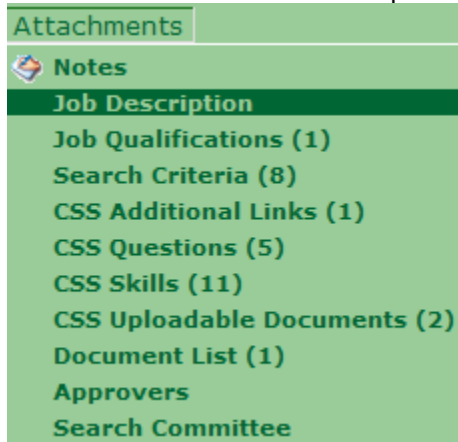 Attachments
Notes
Job Description
Job Qualifications (1)
Search Criteria (8)
CSS Additional Links (1)
CSS Questions (5)
CSS Skills (11)
CSS Uploadable Documents (2)
Document List (1)
Approvers
Search Committee